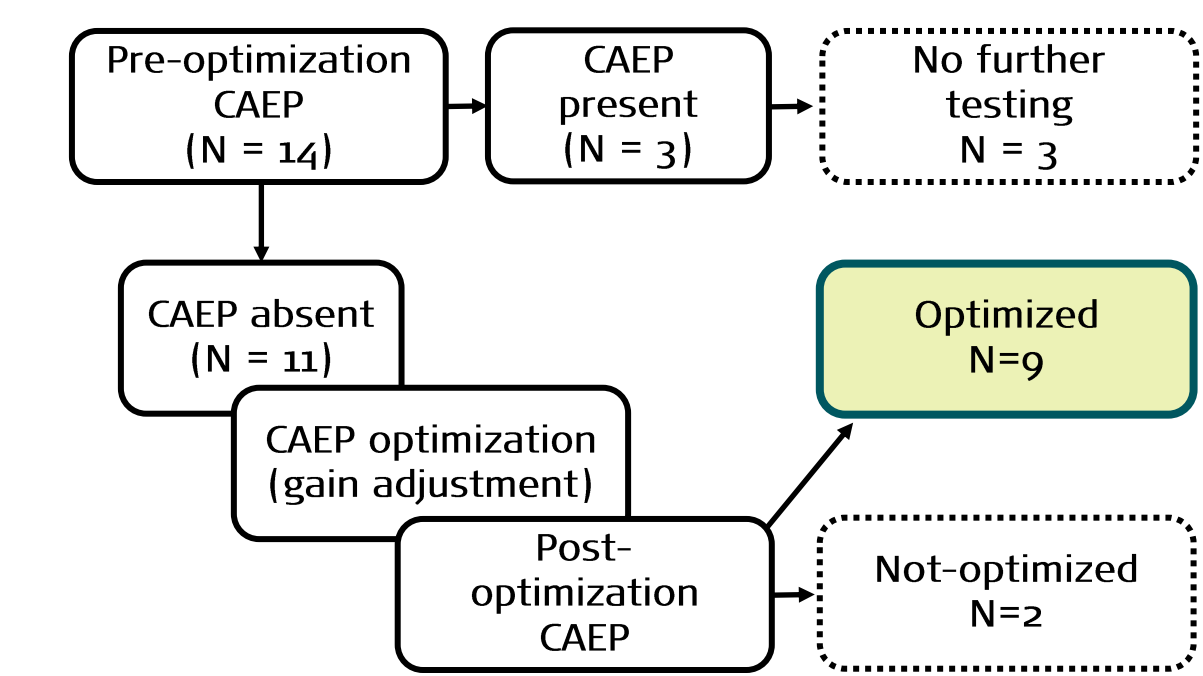 Pre-optimization
CAEP
(N = 14)
CAEP
present
(N = 3)
No further
testing
N = 3
CAEP absent
(N = 11)
CAEP optimization
(gain adjustment)
Post-
optimization
CAEP
Optimized
N=9
Not-optimized
N=2